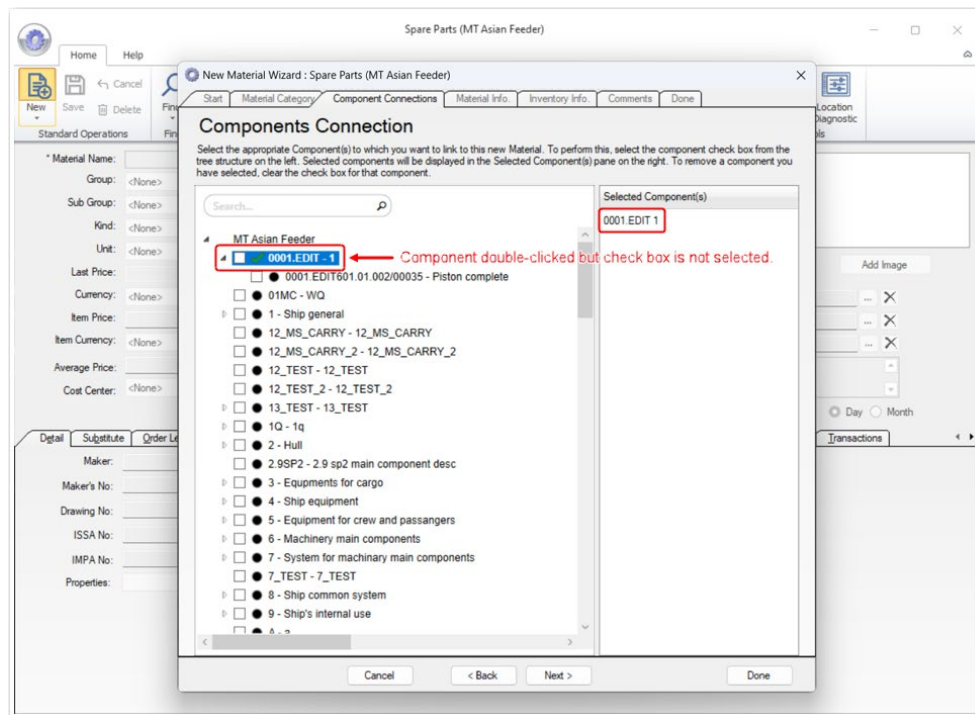 Spare Parts (MT Asian Feeder)
Home Help
New Save Cancel Delete
Standard Operations
Location Diagnostic
* Material Name:
Group: <None>
Sub Group: <None>
Kind: <None>
Unit: <None>
Last Price:
Currency: <None>
Item Price:
Item Currency: <None>
Average Price:
Cost Center: <None>
Add Image
Day Month
Detail Substitute
Transactions
Maker:
Maker's No:
Drawing No:
ISSA No:
IMPA No:
Properties:
New Material Wizard : Spare Parts (MT Asian Feeder)
Start Material Category Component Connections Material Info. Inventory Info. Comments Done
Components Connection
Select the appropriate Component(s) to which you want to link to this new Material. To perform this, select the component check box from the
tree structure on the left. Selected components will be displayed in the Selected Component(s) pane on the right. To remove a component you
have selected, clear the check box for that component.
Search...
Selected Component(s)
0001.EDIT 1
MT Asian Feeder
0001.EDIT - 1
Component double-clicked but check box is not selected.
0001.EDIT601.01.002/00035 - Piston complete
01MC - WQ
1 - Ship general
12_MS_CARRY - 12_MS_CARRY
12_MS_CARRY_2 - 12_MS_CARRY_2
12_TEST - 12_TEST
12_TEST_2 - 12_TEST_2
13_TEST - 13_TEST
1Q - 1q
2 - Hull
2.9SP2 - 2.9 sp2 main component desc
3 - Equpments for cargo
4 - Ship equipment
5 - Equipment for crew and passangers
6 - Machinery main components
7 - System for machinary main components
7_TEST - 7_TEST
8 - Ship common system
9 - Ship's internal use
A - a
Cancel < Back Next > Done